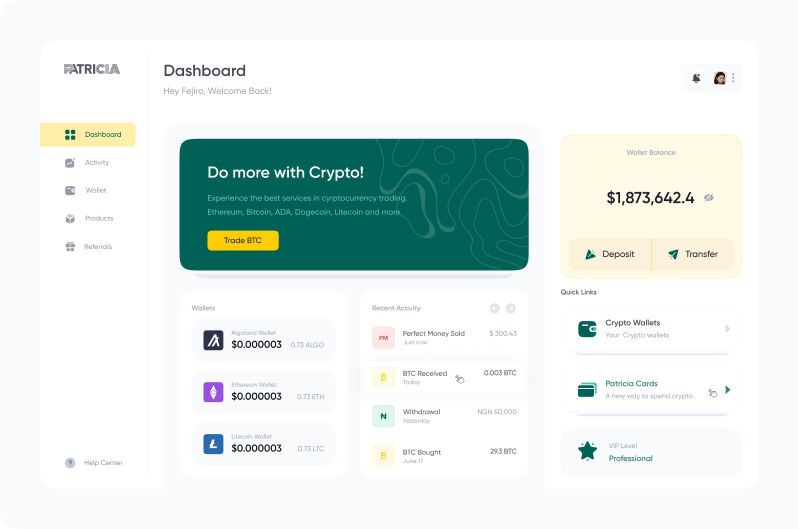 PATRICIA
Dashboard
Hey Fejiro, Welcome Back!
Dashboard
Activity
Wallet
Products
Referrals
Help Center
Do more with Crypto!
Experience the best services in cyrptocurrency trading.
Ethereum, Bitcoin, ADA, Dogecoin, Litecoin and more
Trade BTC
Wallets
Algorand Wallet
$0.000003
0.73 ALGO
Ethereum Wallet
$0.000003
0.73 ETH
Litecoin Wallet
$0.000003
0.73 LTC
Recent Activity
PM
Perfect Money Sold
$ 300.43
Just now
BTC Received
0.003 BTC
Today
Withdrawal
NGN 50,000
Yesterday
BTC Bought
29.3 BTC
June 17
Wallet Balance
$1,873,642.4
Deposit
Transfer
Quick Links
Crypto Wallets
Your Crypto wallets
Patricia Cards
A new way to spend crypto
VIP Level
Professional